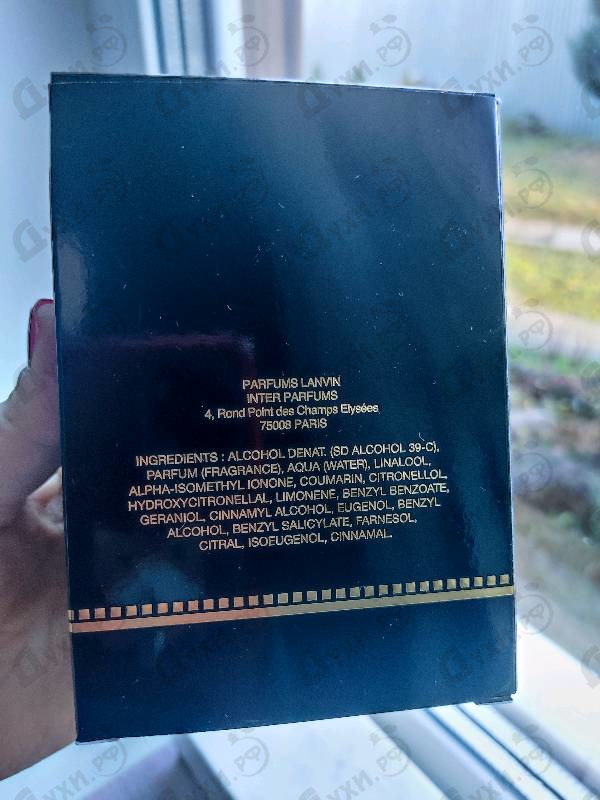 PARFUMS LANVIN
INTER PARFUMS
4, Rond Point des Champs Elysées
75008 PARIS
INGREDIENTS : ALCOHOL DENAT. (SD ALCOHOL 39-C),
PARFUM (FRAGRANCE), AQUA (WATER), LINALOOL,
ALPHA-ISOMETHYL IONONE, COUMARIN, CITRONELLOL,
HYDROXYCITRONELLAL, LIMONENE, BENZYL BENZOATE,
GERANIOL, CINNAMYL ALCOHOL, EUGENOL, BENZYL
ALCOHOL, BENZYL SALICYLATE, FARNESOL,
CITRAL, ISOEUGENOL, CINNAMAL.
Духи.РФ